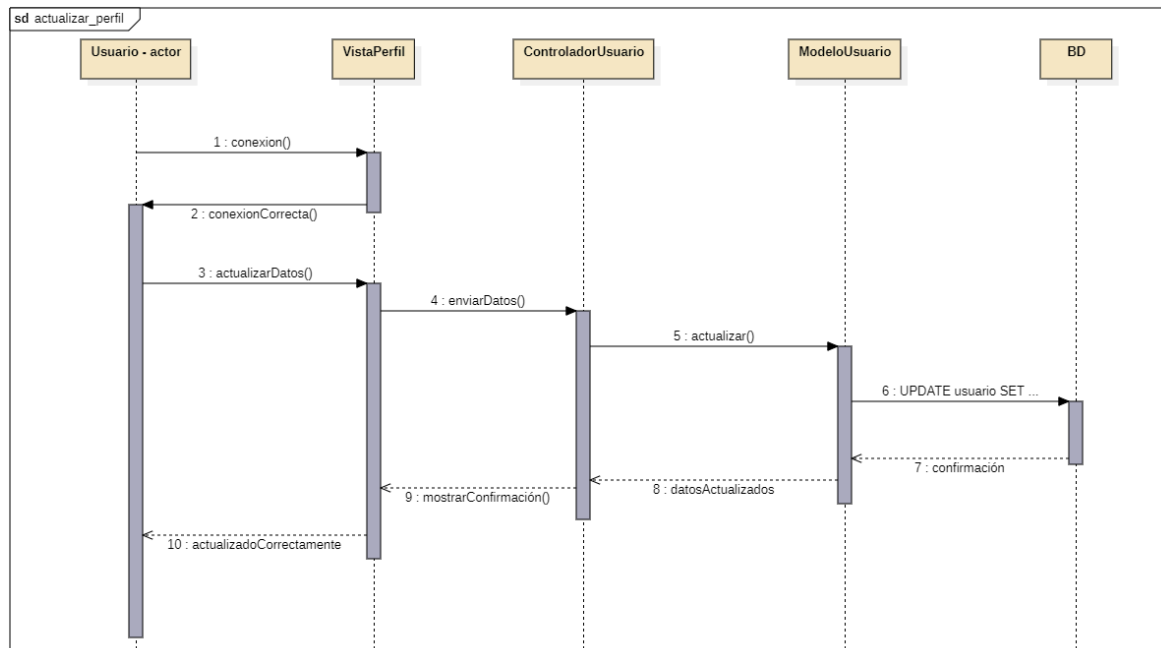 sd actualizar_perfil
Usuario - actor
VistaPerfil
ControladorUsuario
ModeloUsuario
BD
1 : conexion()
2 : conexionCorrecta()
3 : actualizarDatos()
4 : enviarDatos()
5 : actualizar()
6 : UPDATE usuario SET ...
7 : confirmación
8 : datosActualizados
9 : mostrarConfirmación()
10 : actualizadoCorrectamente